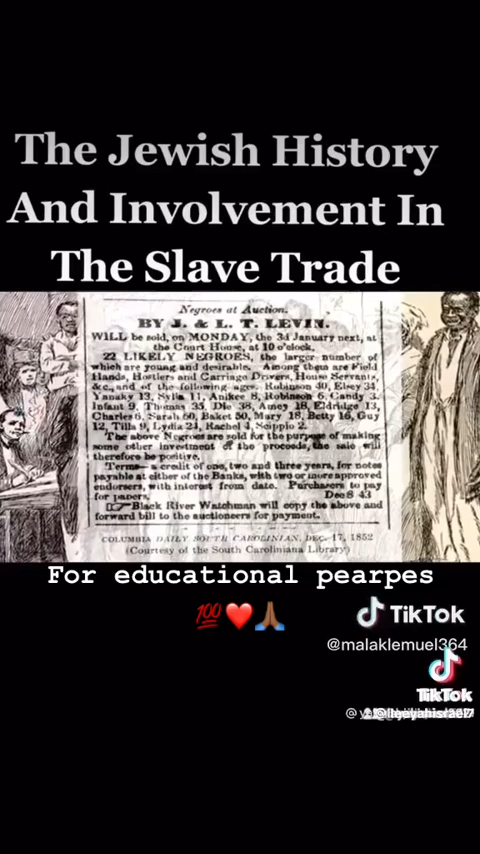 The Jewish History
And Involvement In
The Slave Trade
Negroes at Auction.
BY J. & L. T. LEVIN.
WILL be sold, on MONDAY, the 3d January next, at
the Court House, at 10 o'clock,
22 LIKELY NEGROES, the larger number of
which are young and desirable. Among them are Field
Hands, Hostlers and Carriage Drivers, House Servants,
&c., and of the following ages: Robinson 40, Elsey 34,
Yanaky 13, Sylla 11, Anikee 8, Robinson 6, Candy 3,
Infant 9, Thomas 35, Die 38, Amey 18, Eldridge 13,
Charles 6, Sarah 60, Baket 50, Mary 18, Betty 16, Guy
12, Tilla 9, Lydia 24, Rachel 4, Scippio 2.
The above Negroes are sold for the purpose of making
some other investment of the proceeds, the sale will
therefore be positive.
Terms—a credit of one, two and three years, for notes
payable at either of the Banks, with two or more approved
endorsers, with interest from date. Purchasers to pay
for papers. Dec 8 43
☞Black River Watchman will copy the above and
forward bill to the auctioneers for payment.
COLUMBIA DAILY SOUTH CAROLINIAN, DEC. 17, 1852
(Courtesy of the South Caroliniana Library)
For educational pearpes
💯❤️🙏🏾
TikTok
@malaklemuel364
TikTok